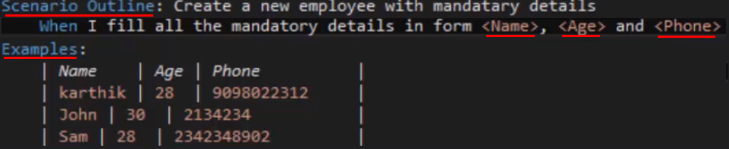 Scenario Outline: Create a new employee with mandatary details
When I fill all the mandatory details in form <Name>, <Age> and <Phone>
Examples:
| Name | Age | Phone |
| karthik | 28 | 9098022312 |
| John | 30 | 2134234 |
| Sam | 28 | 2342348902 |